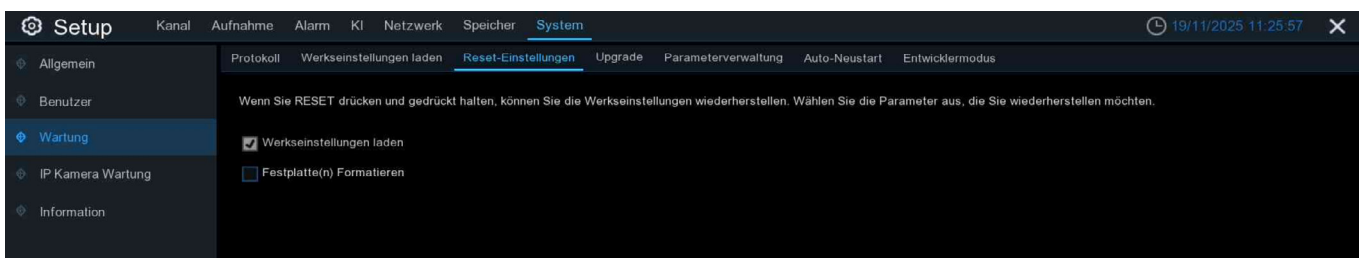 Setup Kanal Aufnahme Alarm KI Netzwerk Speicher System 19/11/2025 11:25:57
Allgemein
Benutzer
Wartung
IP Kamera Wartung
Information
Protokoll Werkseinstellungen laden Reset-Einstellungen Upgrade Parameterverwaltung Auto-Neustart Entwicklermodus
Wenn Sie RESET drücken und gedrückt halten, können Sie die Werkseinstellungen wiederherstellen. Wählen Sie die Parameter aus, die Sie wiederherstellen möchten.
Werkseinstellungen laden
Festplatte(n) Formatieren